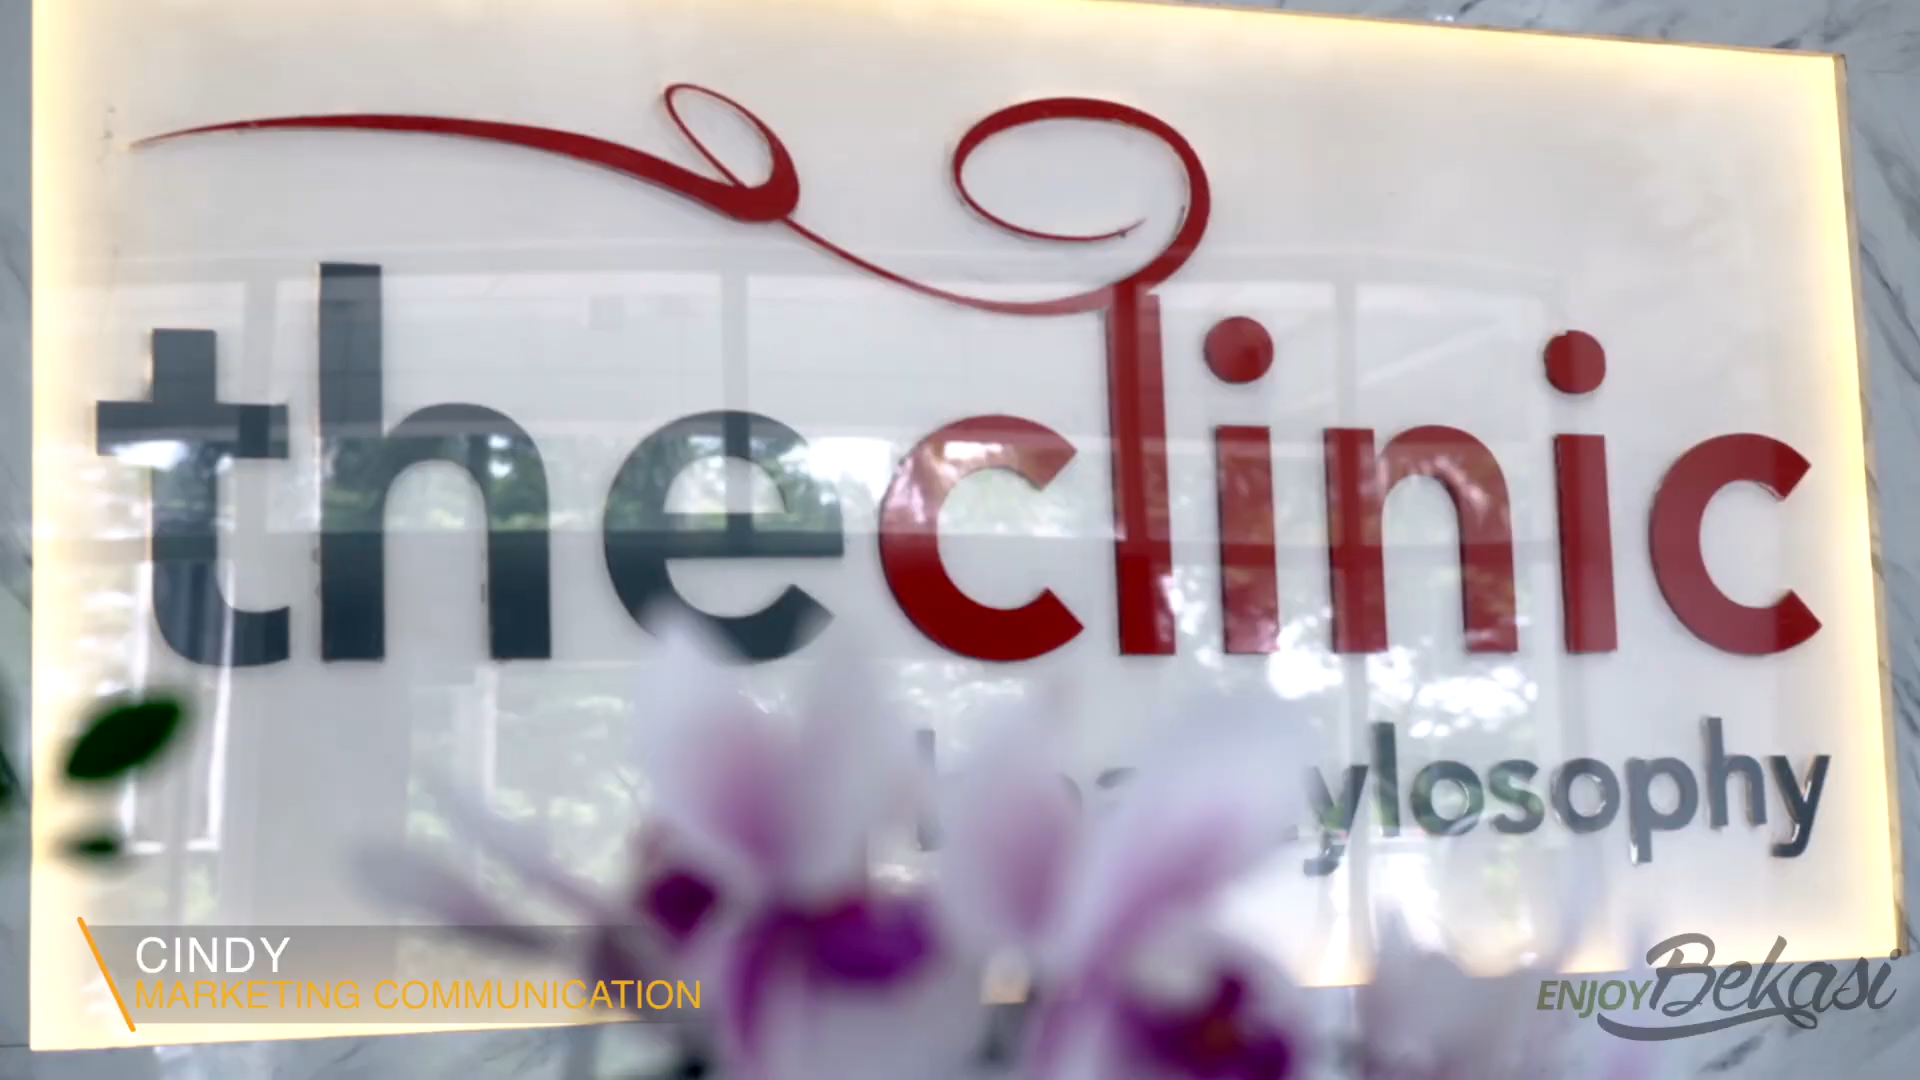 theclinic
ylosophy
CINDY
MARKETING COMMUNICATION
ENJOY Bekasi